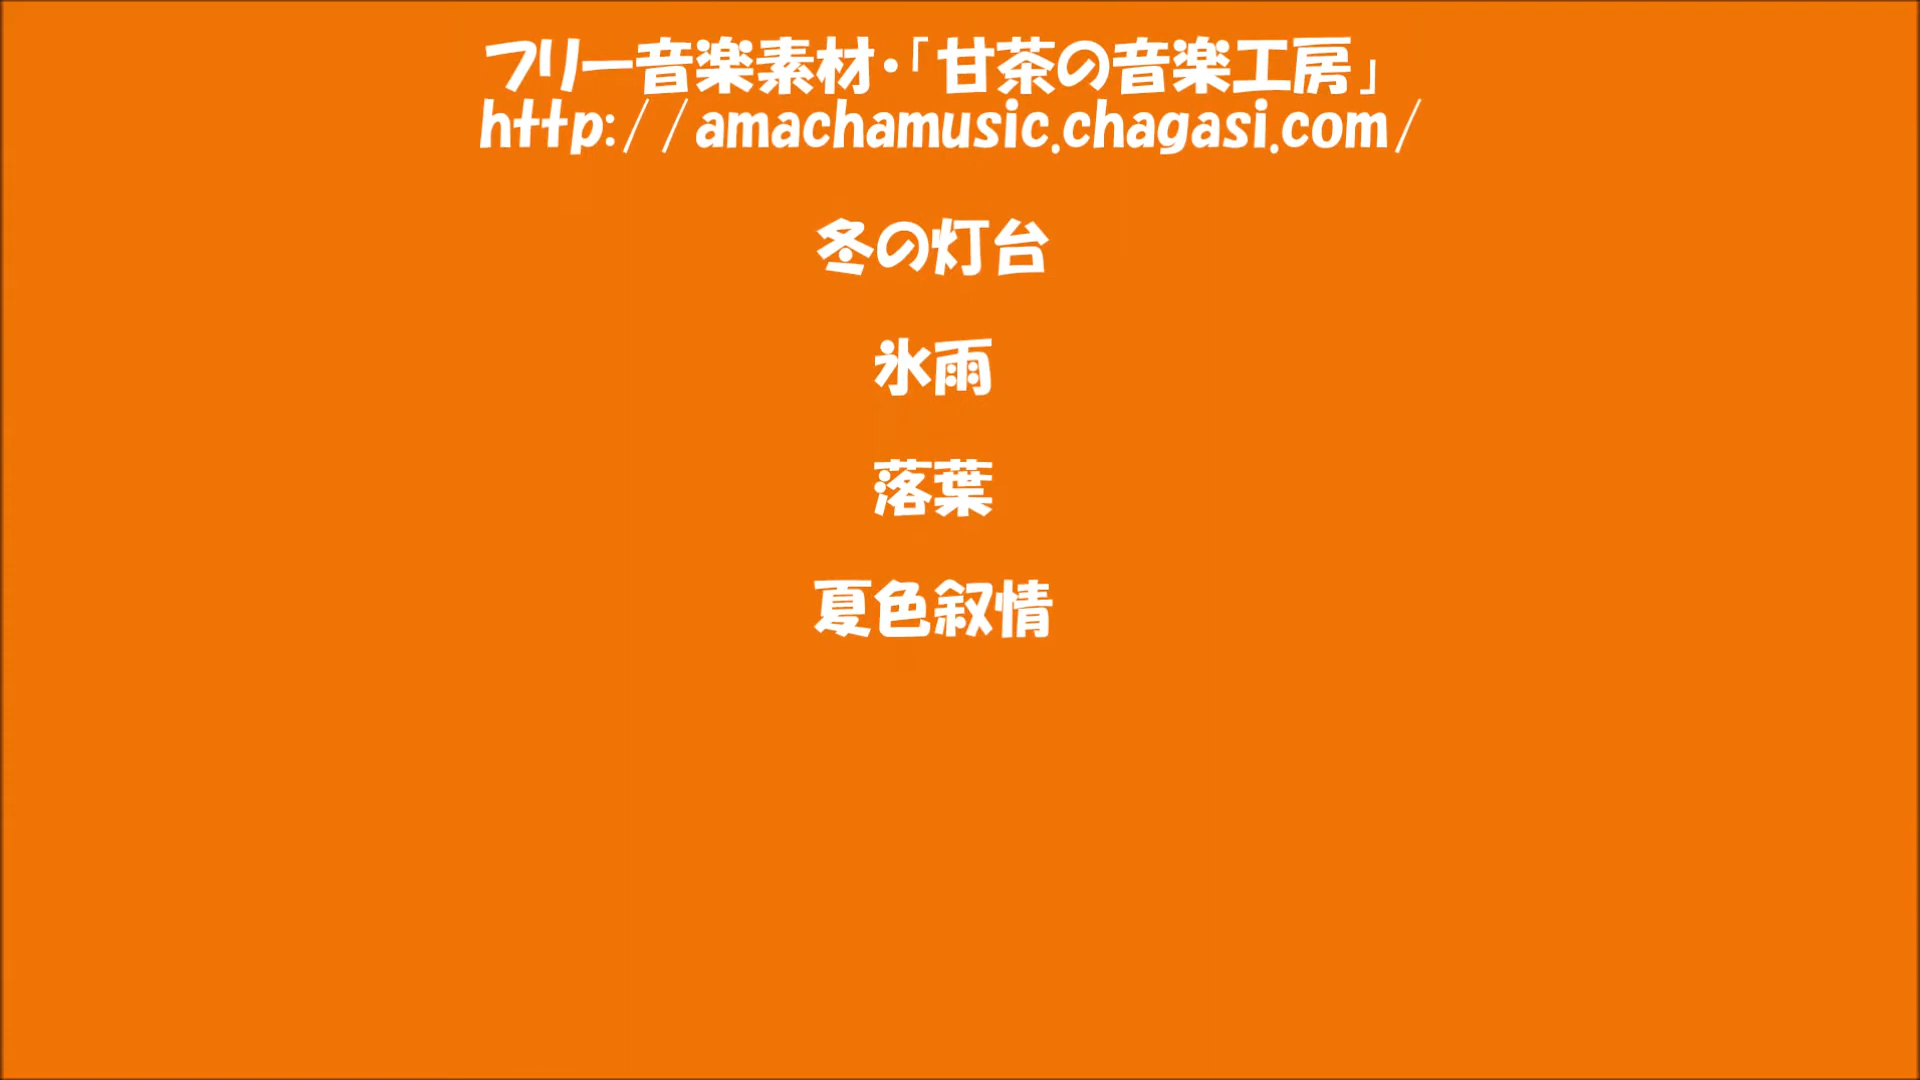 フリー音楽素材・「甘茶の音楽工房」
http://amachamusic.chagasi.com/
冬の灯台
氷雨
落葉
夏色叙情